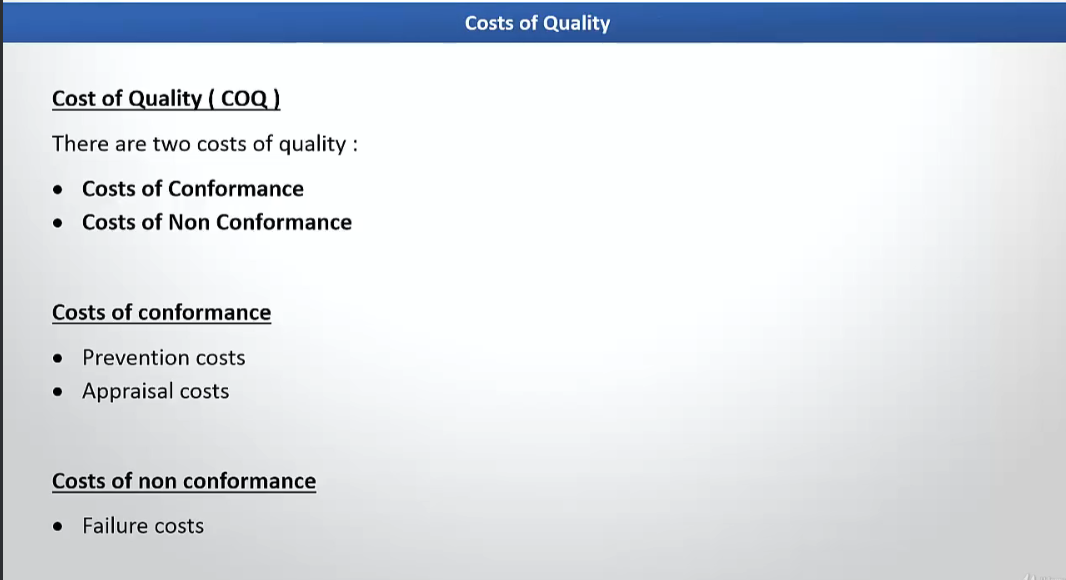 Costs of Quality
Cost of Quality ( COQ )
There are two costs of quality :
• Costs of Conformance
• Costs of Non Conformance
Costs of conformance
• Prevention costs
• Appraisal costs
Costs of non conformance
• Failure costs